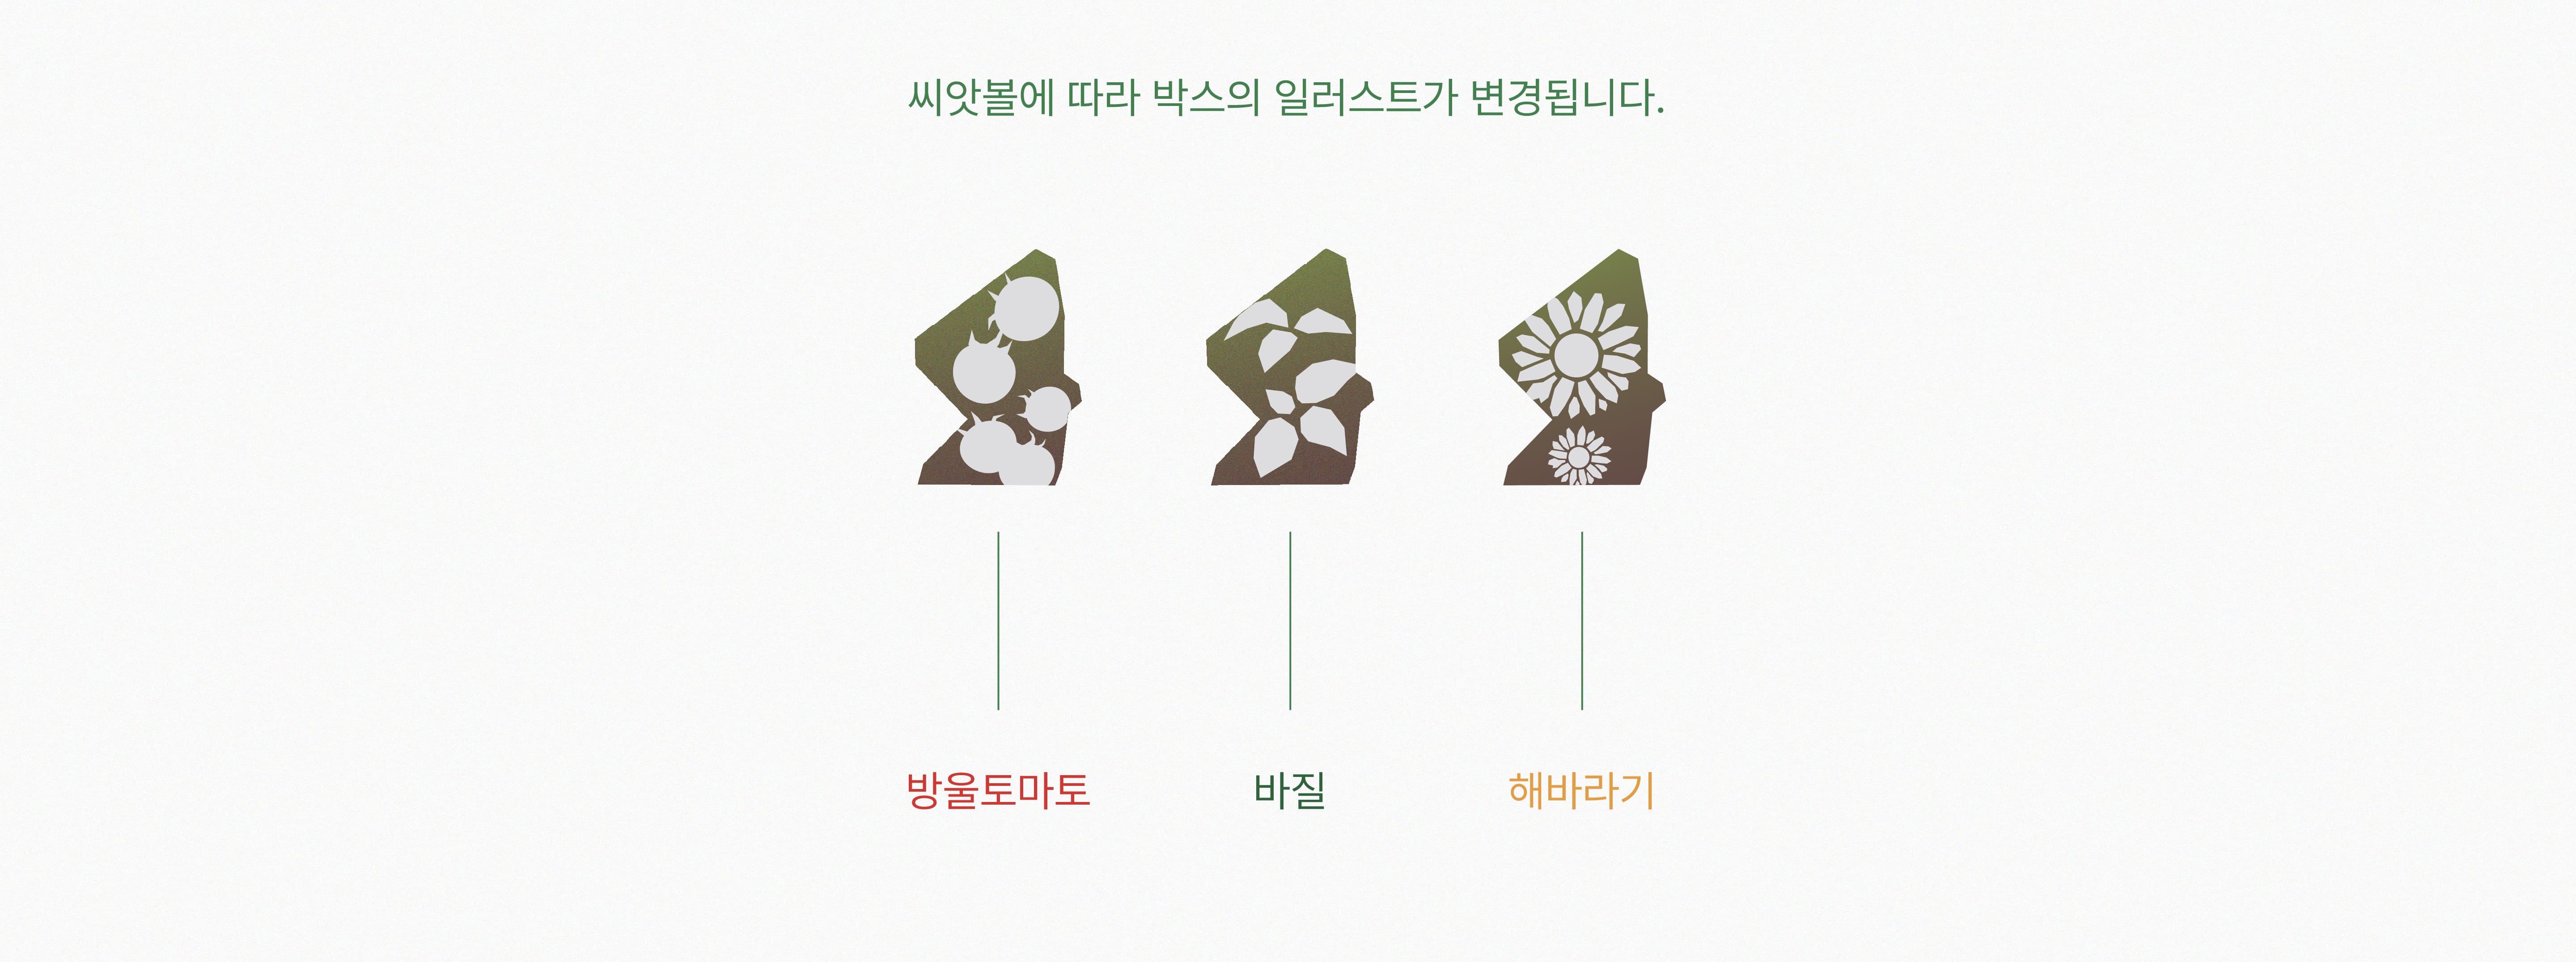 씨앗볼에 따라 박스의 일러스트가 변경됩니다.
방울토마토
바질
해바라기